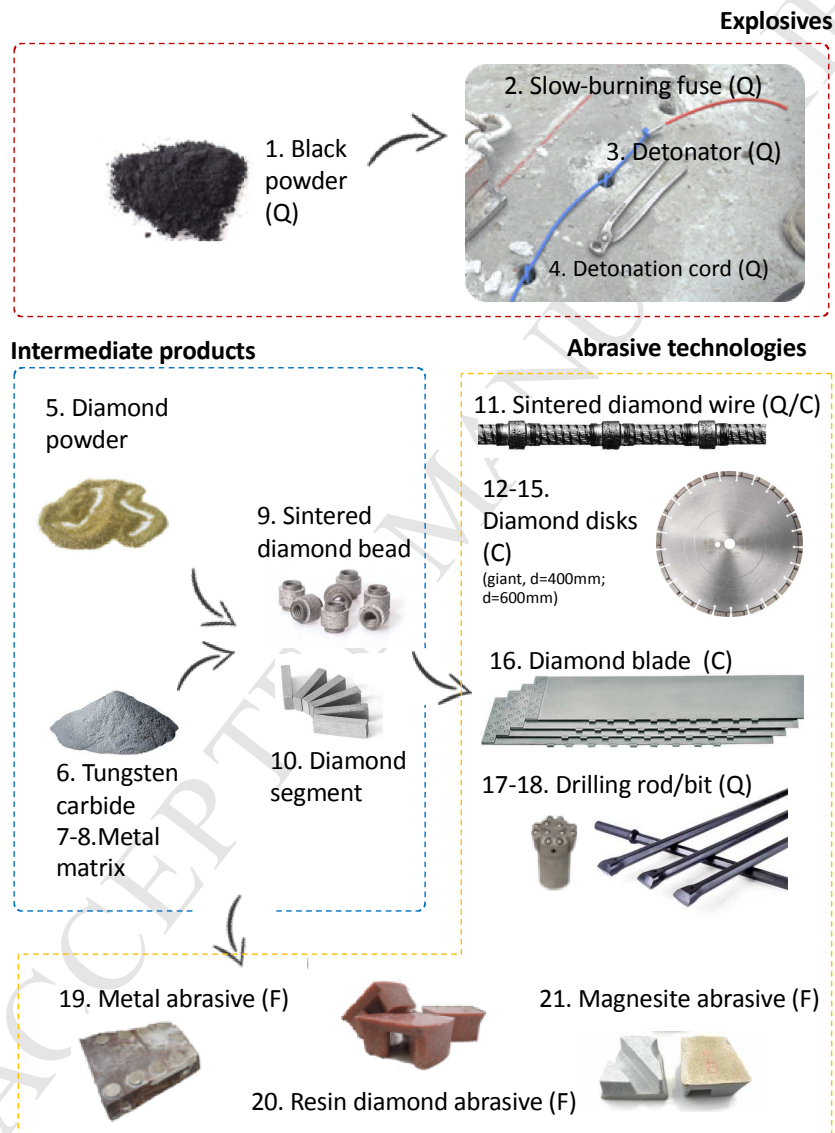 Explosives
1. Black
powder
(Q)
2. Slow-burning fuse (Q)
3. Detonator (Q)
4. Detonation cord (Q)
Intermediate products
Abrasive technologies
5. Diamond
powder
9. Sintered
diamond bead
6. Tungsten
carbide
7-8.Metal
matrix
10. Diamond
segment
11. Sintered diamond wire (Q/C)
12-15.
Diamond disks
(C)
(giant, d=400mm;
d=600mm)
16. Diamond blade (C)
17-18. Drilling rod/bit (Q)
19. Metal abrasive (F)
20. Resin diamond abrasive (F)
21. Magnesite abrasive (F)